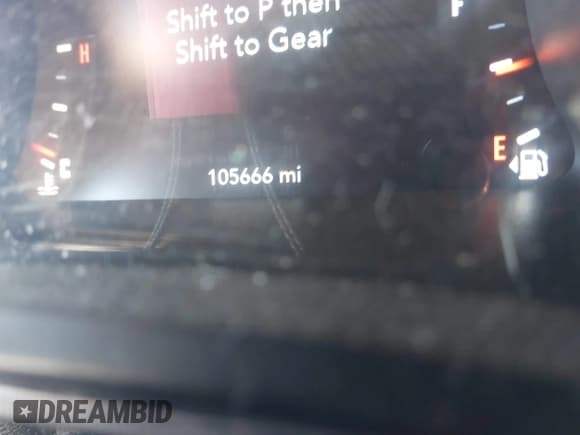 Shift to P then
Shift to Gear
F
H
E
C
105666 mi
DREAMBID